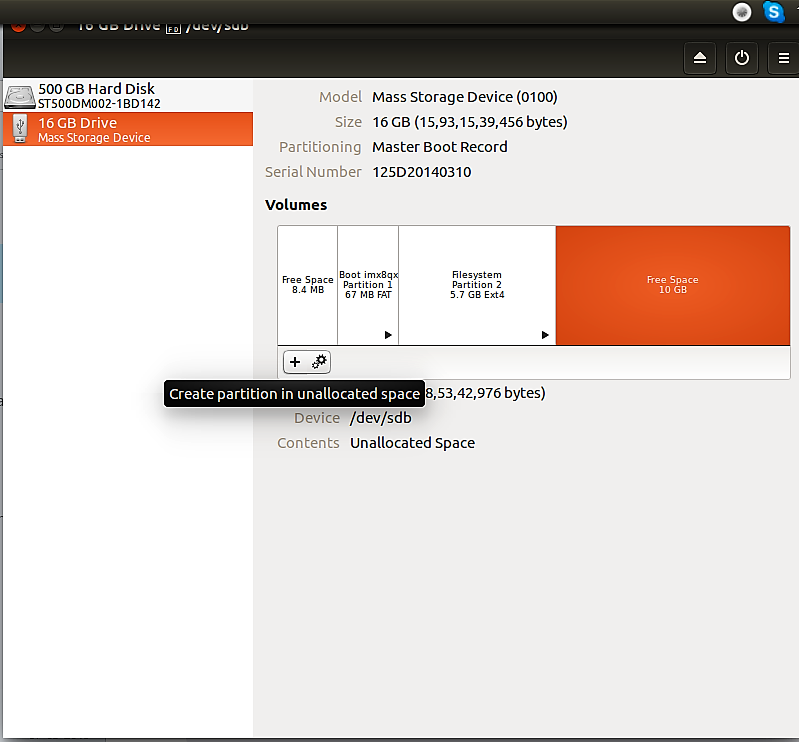 16 GB Drive /dev/sdb
500 GB Hard Disk
ST500DM002-1BD142
16 GB Drive
Mass Storage Device
Model Mass Storage Device (0100)
Size 16 GB (15,93,15,39,456 bytes)
Partitioning Master Boot Record
Serial Number 125D20140310
Volumes
Free Space
8.4 MB
Boot imx8qx
Partition 1
67 MB FAT
Filesystem
Partition 2
5.7 GB Ext4
Free Space
10 GB
Create partition in unallocated space
8,53,42,976 bytes)
Device /dev/sdb
Contents Unallocated Space